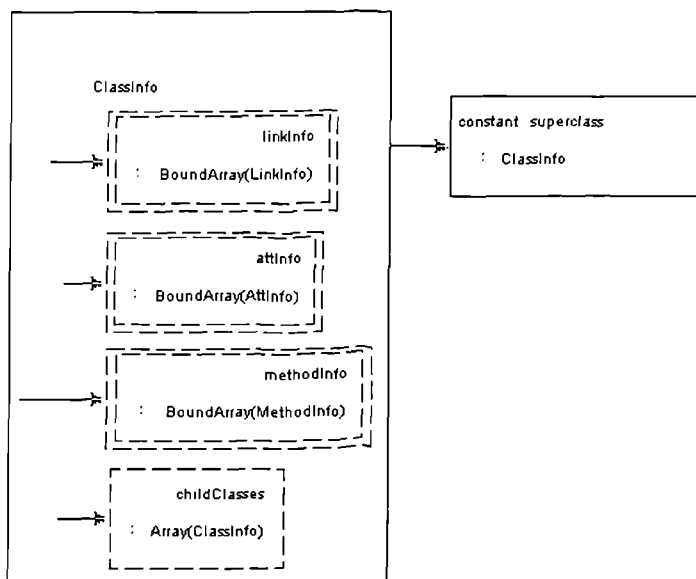 ClassInfo
linkInfo
: BoundArray(LinkInfo)
attInfo
: BoundArray(AttInfo)
methodInfo
: BoundArray(MethodInfo)
childClasses
: Array(ClassInfo)
constant superclass
: ClassInfo